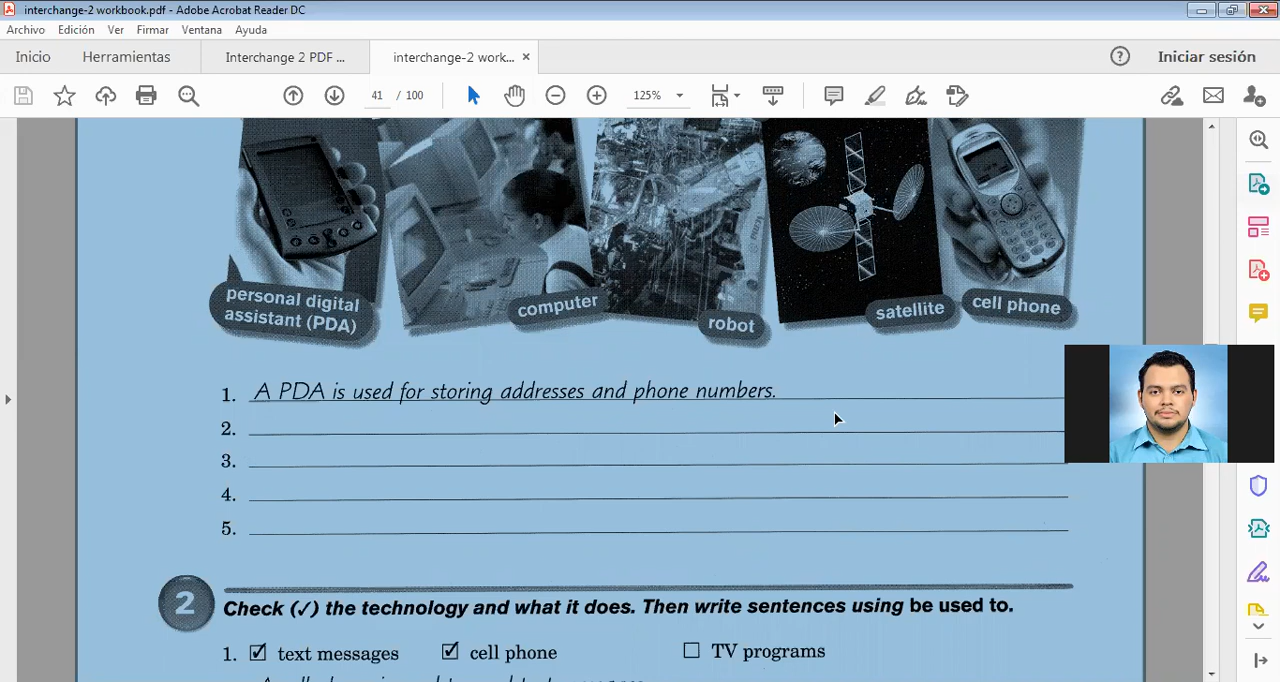 interchange-2 workbook.pdf - Adobe Acrobat Reader DC
Archivo Edición Ver Firmar Ventana Ayuda
Inicio Herramientas Interchange 2 PDF ... interchange-2 work... × Iniciar sesión
41 / 100 125%
personal digital
assistant (PDA)
computer
robot
satellite
cell phone
1. A PDA is used for storing addresses and phone numbers.
2.
3.
4.
5.
2 Check (✓) the technology and what it does. Then write sentences using be used to.
1. ☑ text messages ☑ cell phone ☐ TV programs